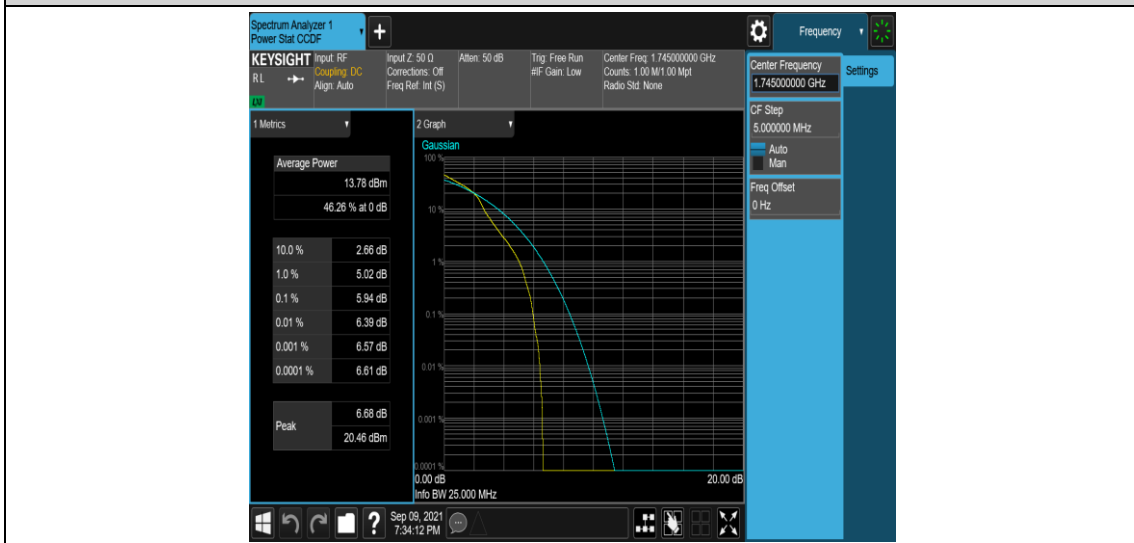 Spectrum Analyzer 1
Power Stat CCDF
+
Frequency
KEYSIGHT
RL
LXI
Input: RF
Coupling: DC
Align: Auto
Input Z: 50 Ω
Corrections: Off
Freq Ref: Int (S)
Atten: 50 dB
Trig: Free Run
#IF Gain: Low
Center Freq: 1.745000000 GHz
Counts: 1.00 M/1.00 Mpt
Radio Std: None
Center Frequency
1.745000000 GHz
Settings
CF Step
5.000000 MHz
Auto
Man
Freq Offset
0 Hz
1 Metrics
Average Power
13.78 dBm
46.26 % at 0 dB
10.0 % 2.66 dB
1.0 % 5.02 dB
0.1 % 5.94 dB
0.01 % 6.39 dB
0.001 % 6.57 dB
0.0001 % 6.61 dB
Peak
6.68 dB
20.46 dBm
2 Graph
Gaussian
100 %
10 %
1 %
0.1 %
0.01 %
0.001 %
0.0001 %
0.00 dB 20.00 dB
Info BW 25.000 MHz
?
Sep 09, 2021
7:34:12 PM